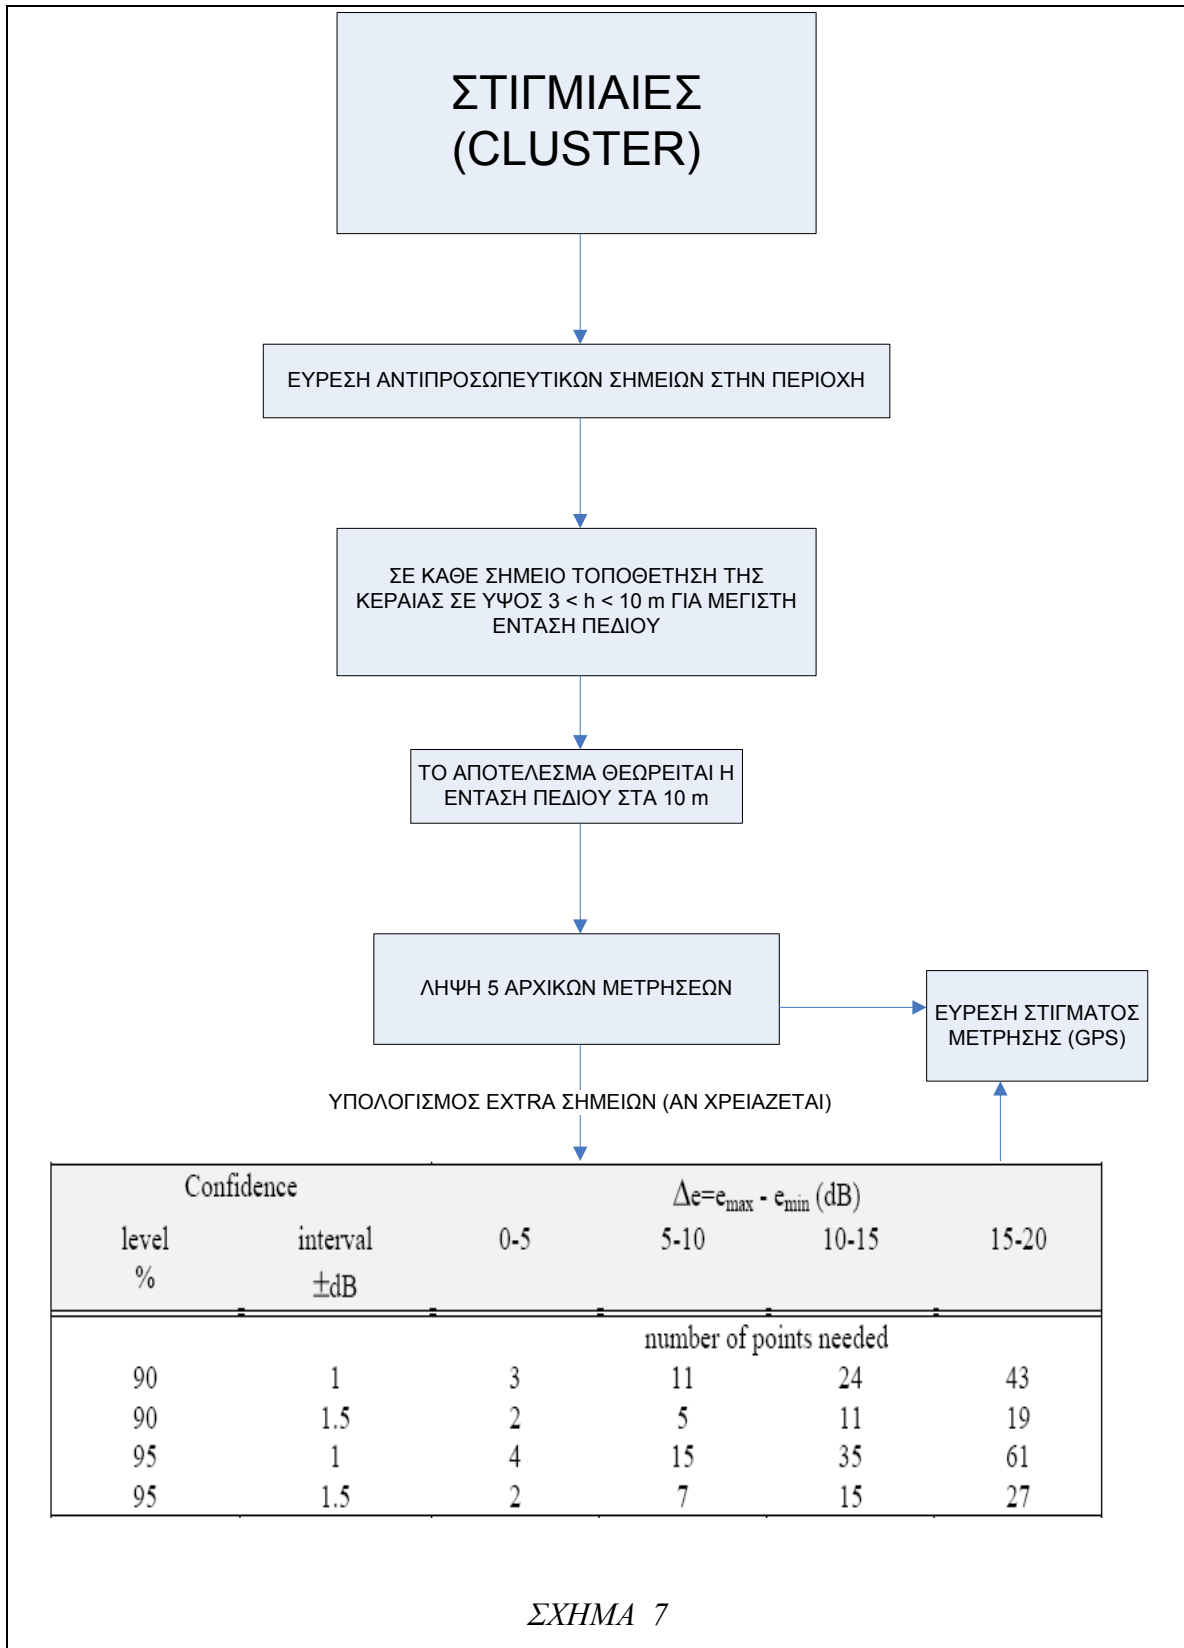 ΣΤΙΓΜΙΑΙΕΣ
(CLUSTER)
ΕΥΡΕΣΗ ΑΝΤΙΠΡΟΣΩΠΕΥΤΙΚΩΝ ΣΗΜΕΙΩΝ ΣΤΗΝ ΠΕΡΙΟΧΗ
ΣΕ ΚΑΘΕ ΣΗΜΕΙΟ ΤΟΠΟΘΕΤΗΣΗ ΤΗΣ
ΚΕΡΑΙΑΣ ΣΕ ΥΨΟΣ 3 < h < 10 m ΓΙΑ ΜΕΓΙΣΤΗ
ΕΝΤΑΣΗ ΠΕΔΙΟΥ
ΤΟ ΑΠΟΤΕΛΕΣΜΑ ΘΕΩΡΕΙΤΑΙ Η
ΕΝΤΑΣΗ ΠΕΔΙΟΥ ΣΤΑ 10 m
ΛΗΨΗ 5 ΑΡΧΙΚΩΝ ΜΕΤΡΗΣΕΩΝ
ΕΥΡΕΣΗ ΣΤΙΓΜΑΤΟΣ
ΜΕΤΡΗΣΗΣ (GPS)
ΥΠΟΛΟΓΙΣΜΟΣ EXTRA ΣΗΜΕΙΩΝ (ΑΝ ΧΡΕΙΑΖΕΤΑΙ)
Confidence Δe=emax - emin (dB)
level interval 0-5 5-10 10-15 15-20
% ±dB
number of points needed
90 1 3 11 24 43
90 1.5 2 5 11 19
95 1 4 15 35 61
95 1.5 2 7 15 27
ΣΧΗΜΑ 7